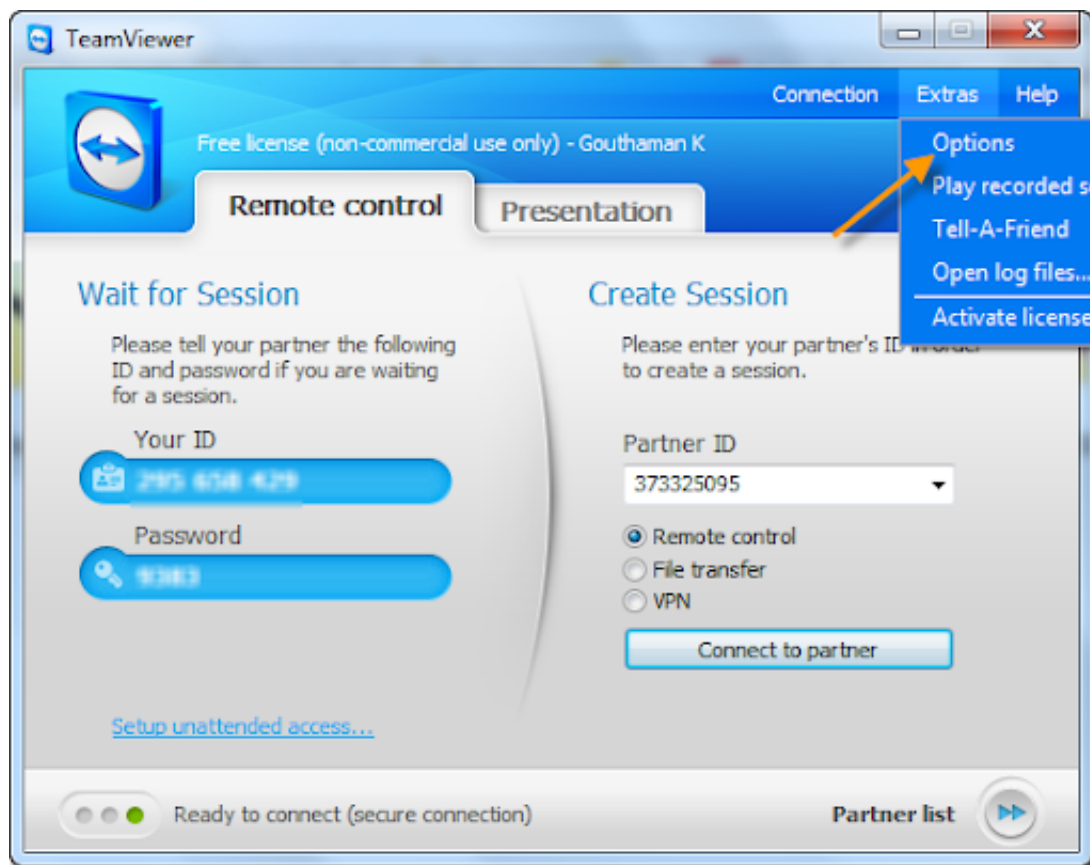 TeamViewer
Connection Extras Help
Free license (non-commercial use only) - Gouthaman K
Options
Play recorded s
Tell-A-Friend
Open log files...
Activate license
Remote control
Presentation
Wait for Session
Please tell your partner the following
ID and password if you are waiting
for a session.
Your ID
Password
Setup unattended access...
Create Session
Please enter your partner's ID in order
to create a session.
Partner ID
373325095
Remote control
File transfer
VPN
Connect to partner
Ready to connect (secure connection)
Partner list